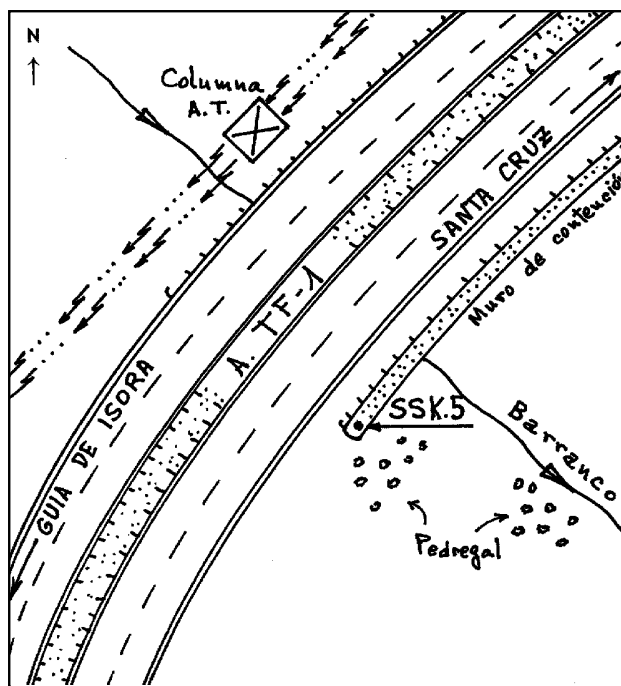 N
Columna
A.T.
SANTA CRUZ
Muro de contención
A. TF-1
GUIA DE ISORA
SSK.5
Barranco
Pedregal